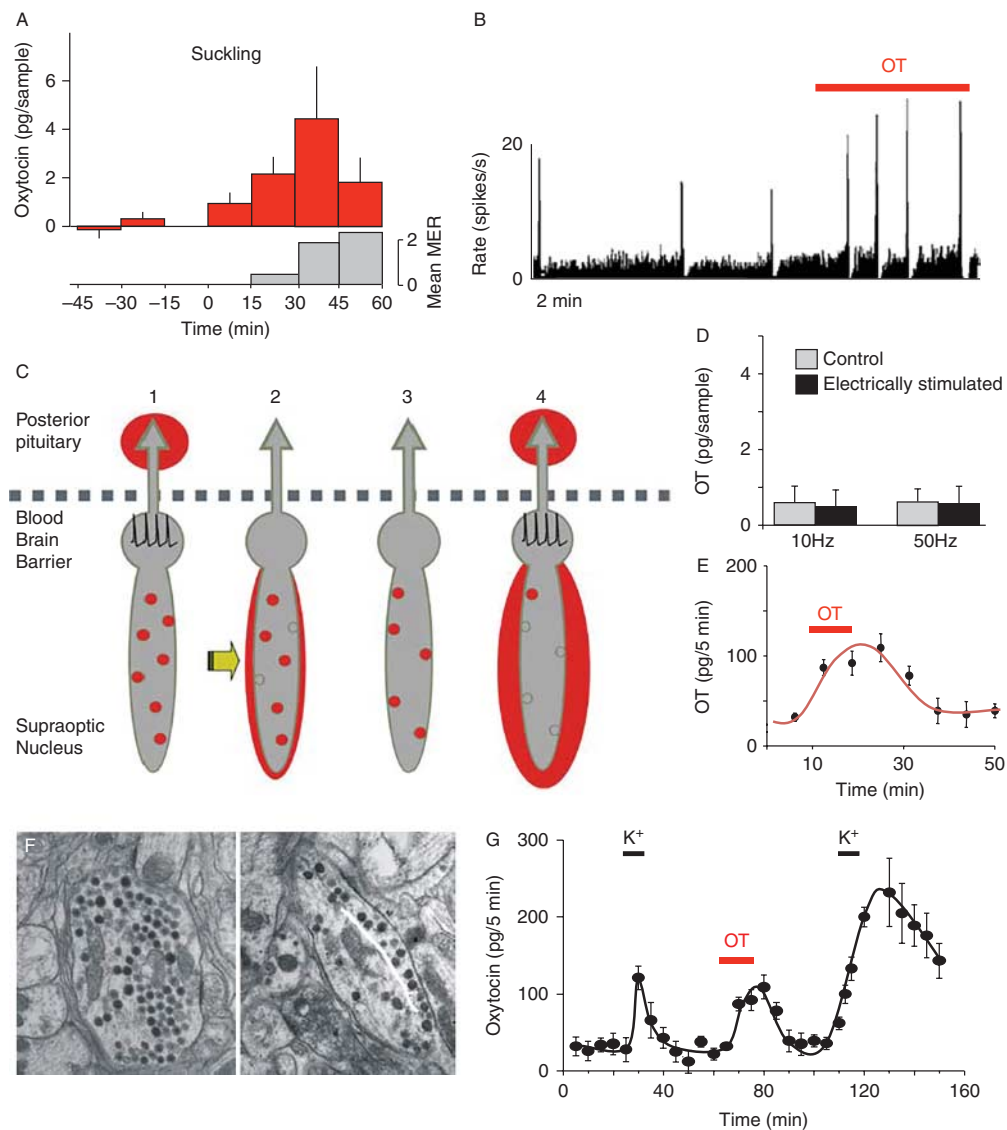 A
Suckling
Oxytocin (pg/sample)
6
4
2
0
2
0
Mean MER
–45
–30
–15
0
15
30
45
60
Time (min)
B
OT
Rate (spikes/s)
20
0
2 min
C
1
2
3
4
Posterior
pituitary
Blood
Brain
Barrier
Supraoptic
Nucleus
D
Control
Electrically stimulated
OT (pg/sample)
4
2
0
10Hz
50Hz
E
OT (pg/5 min)
200
100
0
OT
10
30
50
Time (min)
F
G
Oxytocin (pg/5 min)
300
200
100
0
K⁺
OT
K⁺
0
40
80
120
160
Time (min)